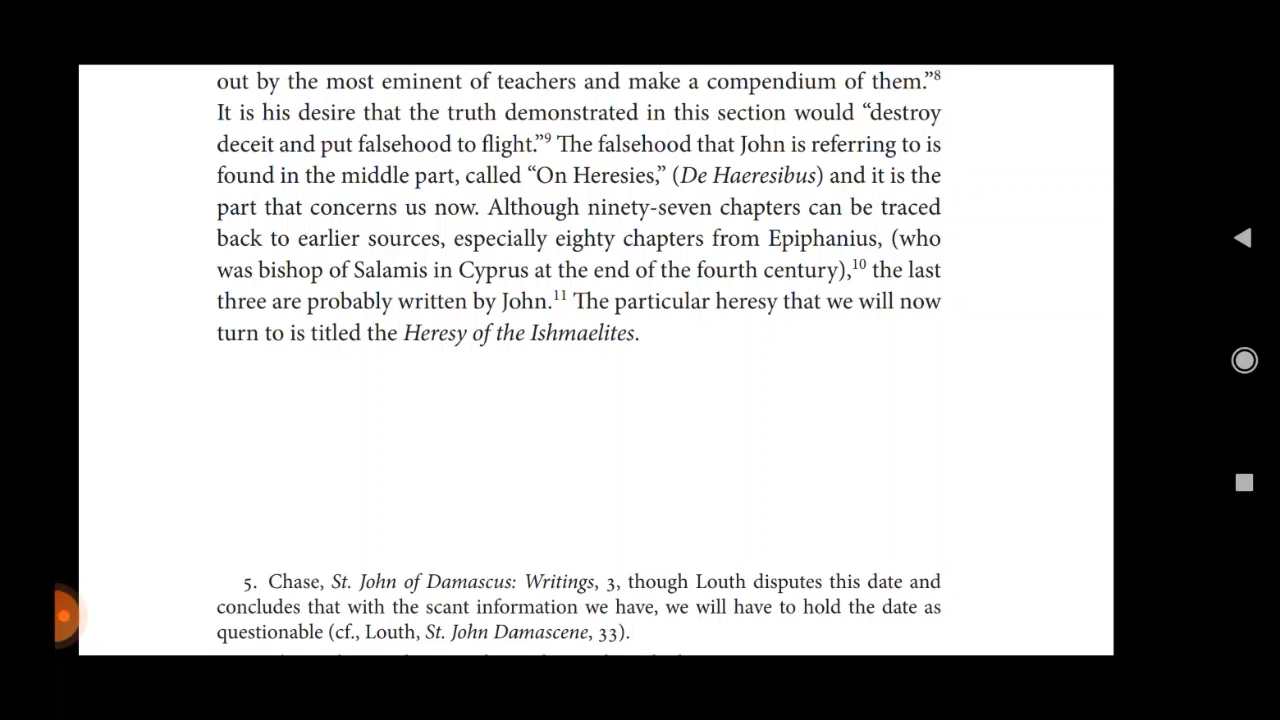 out by the most eminent of teachers and make a compendium of them.”8
It is his desire that the truth demonstrated in this section would “destroy
deceit and put falsehood to flight.”9 The falsehood that John is referring to is
found in the middle part, called “On Heresies,” (De Haeresibus) and it is the
part that concerns us now. Although ninety-seven chapters can be traced
back to earlier sources, especially eighty chapters from Epiphanius, (who
was bishop of Salamis in Cyprus at the end of the fourth century),10 the last
three are probably written by John.11 The particular heresy that we will now
turn to is titled the Heresy of the Ishmaelites.
5. Chase, St. John of Damascus: Writings, 3, though Louth disputes this date and
concludes that with the scant information we have, we will have to hold the date as
questionable (cf., Louth, St. John Damascene, 33).